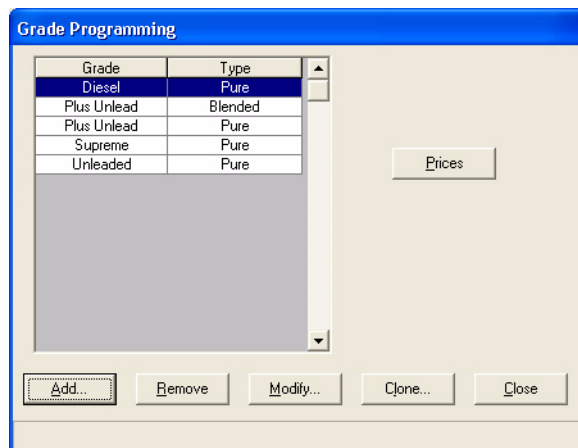 Grade Programming
Grade Type
Diesel Pure
Plus Unlead Blended
Plus Unlead Pure
Supreme Pure
Unleaded Pure
Prices
Add... Remove Modify... Clone... Close